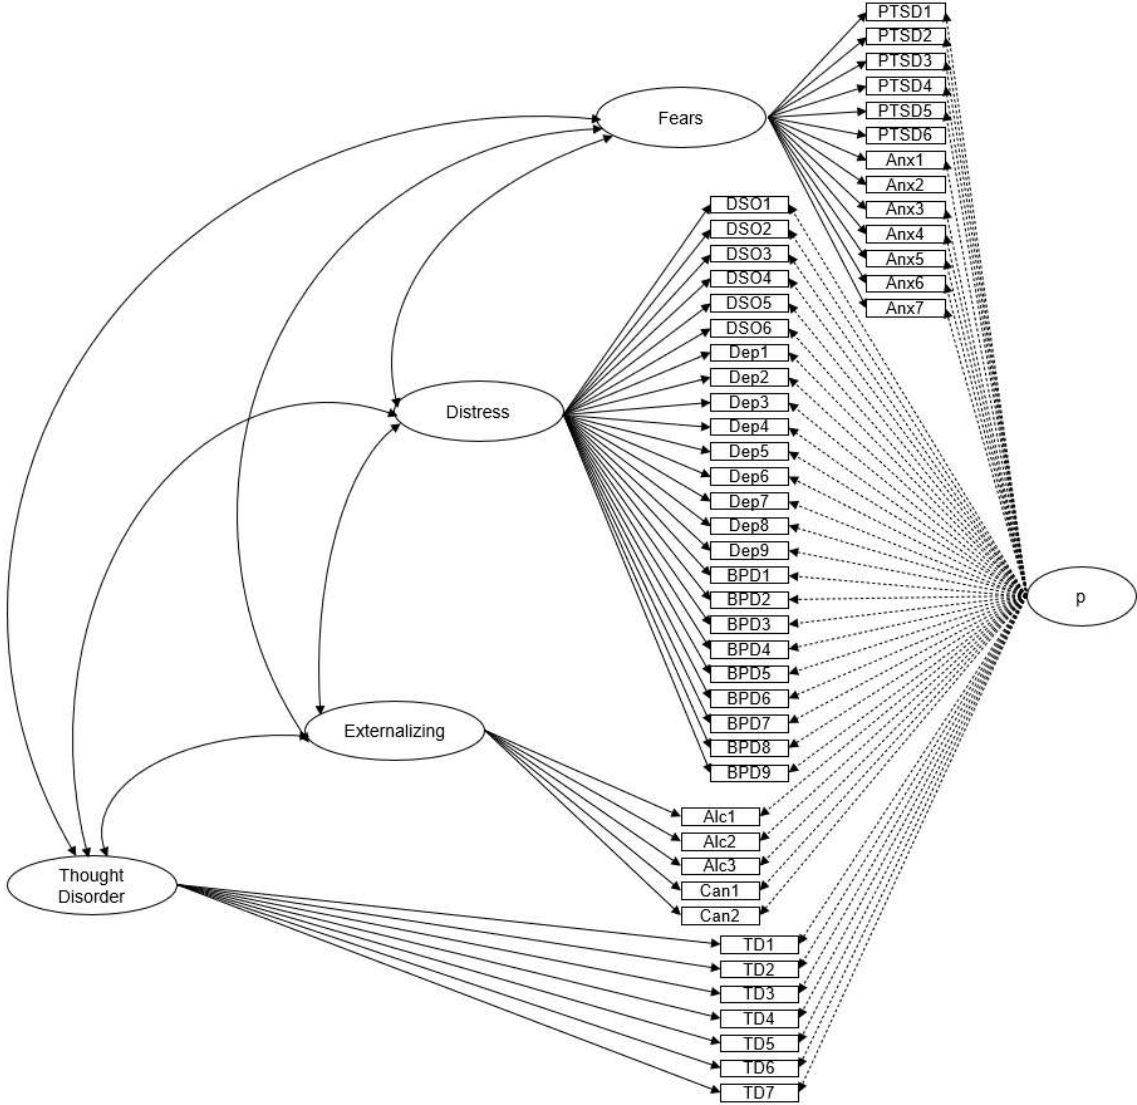 PTSD1
PTSD2
PTSD3
PTSD4
PTSD5
PTSD6
Anx1
Anx2
Anx3
Anx4
Anx5
Anx6
Anx7
Fears
DSO1
DSO2
DSO3
DSO4
DSO5
DSO6
Dep1
Dep2
Dep3
Dep4
Dep5
Dep6
Dep7
Dep8
Dep9
BPD1
BPD2
BPD3
BPD4
BPD5
BPD6
BPD7
BPD8
BPD9
Distress
p
Externalizing
Alc1
Alc2
Alc3
Can1
Can2
Thought
Disorder
TD1
TD2
TD3
TD4
TD5
TD6
TD7